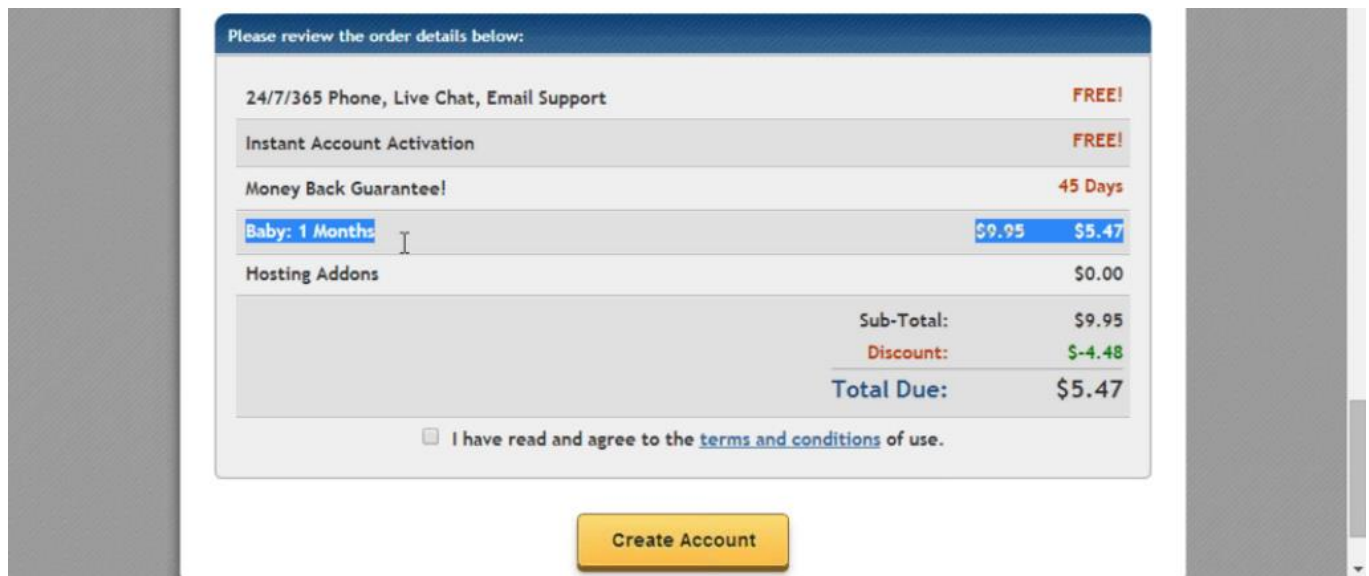 Please review the order details below:
24/7/365 Phone, Live Chat, Email Support FREE!
Instant Account Activation FREE!
Money Back Guarantee! 45 Days
Baby: 1 Months $9.95 $5.47
Hosting Addons $0.00
Sub-Total: $9.95
Discount: $-4.48
Total Due: $5.47
I have read and agree to the terms and conditions of use.
Create Account